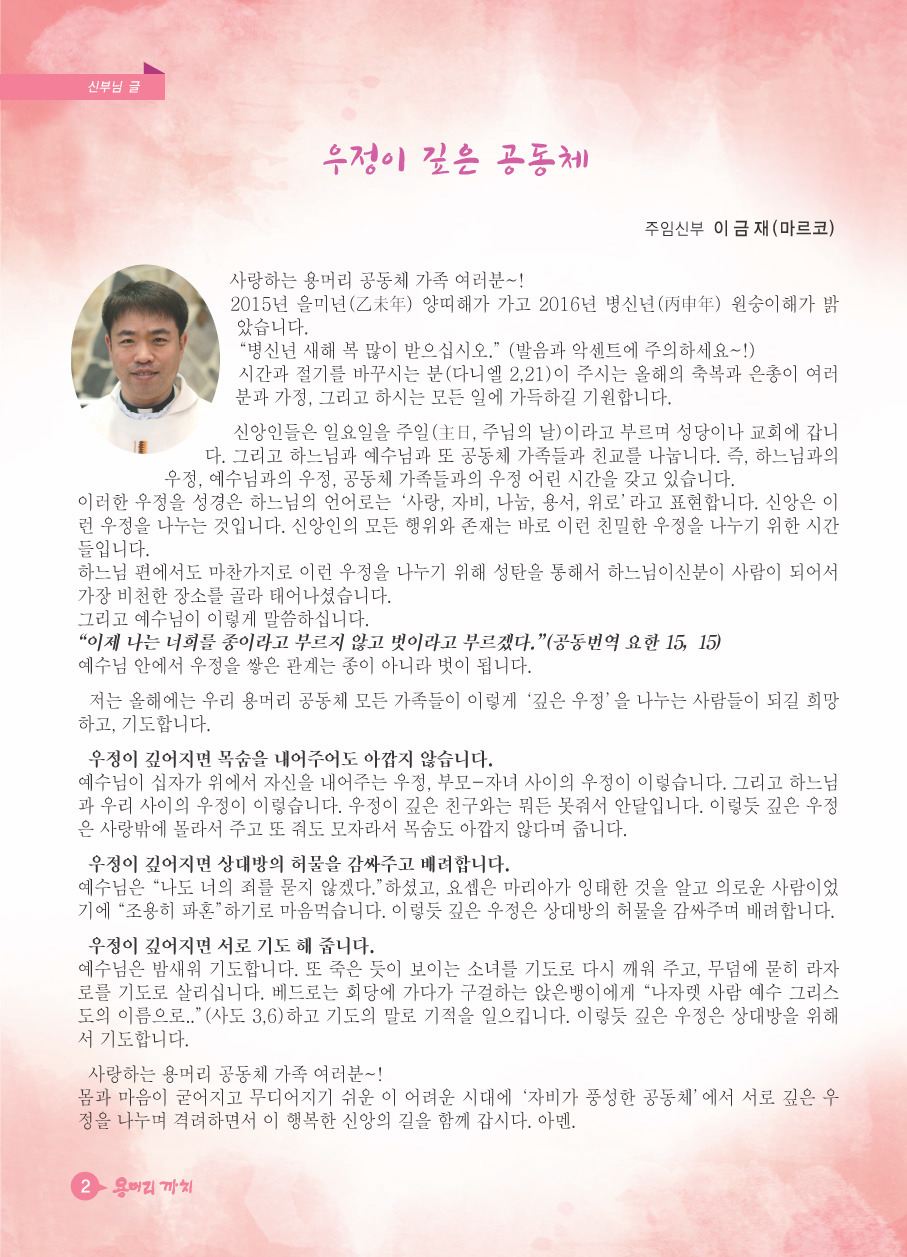 신부님 글
우정이 깊은 공동체
주임신부 이 금 재(마르코)
사랑하는 용머리 공동체 가족 여러분~!
2015년 을미년(乙未年) 양띠해가 가고 2016년 병신년(丙申年) 원숭이해가 밝
았습니다.
“병신년 새해 복 많이 받으십시오.” (발음과 악센트에 주의하세요~!)
시간과 절기를 바꾸시는 분(다니엘 2,21)이 주시는 올해의 축복과 은총이 여러
분과 가정, 그리고 하시는 모든 일에 가득하길 기원합니다.
신앙인들은 일요일을 주일(主日, 주님의 날)이라고 부르며 성당이나 교회에 갑니
다. 그리고 하느님과 예수님과 또 공동체 가족들과 친교를 나눕니다. 즉, 하느님과의
우정, 예수님과의 우정, 공동체 가족들과의 우정 어린 시간을 갖고 있습니다.
이러한 우정을 성경은 하느님의 언어로는 ‘사랑, 자비, 나눔, 용서, 위로’라고 표현합니다. 신앙은 이
런 우정을 나누는 것입니다. 신앙인의 모든 행위와 존재는 바로 이런 친밀한 우정을 나누기 위한 시간
들입니다.
하느님 편에서도 마찬가지로 이런 우정을 나누기 위해 성탄을 통해서 하느님이신분이 사람이 되어서
가장 비천한 장소를 골라 태어나셨습니다.
그리고 예수님이 이렇게 말씀하십니다.
“이제 나는 너희를 종이라고 부르지 않고 벗이라고 부르겠다.”(공동번역 요한 15, 15)
예수님 안에서 우정을 쌓은 관계는 종이 아니라 벗이 됩니다.
저는 올해에는 우리 용머리 공동체 모든 가족들이 이렇게 ‘깊은 우정’을 나누는 사람들이 되길 희망
하고, 기도합니다.
우정이 깊어지면 목숨을 내어주어도 아깝지 않습니다.
예수님이 십자가 위에서 자신을 내어주는 우정, 부모-자녀 사이의 우정이 이렇습니다. 그리고 하느님
과 우리 사이의 우정이 이렇습니다. 우정이 깊은 친구와는 뭐든 못줘서 안달입니다. 이렇듯 깊은 우정
은 사랑밖에 몰라서 주고 또 줘도 모자라서 목숨도 아깝지 않다며 줍니다.
우정이 깊어지면 상대방의 허물을 감싸주고 배려합니다.
예수님은 “나도 너의 죄를 묻지 않겠다.”하셨고, 요셉은 마리아가 잉태한 것을 알고 의로운 사람이었
기에 “조용히 파혼”하기로 마음먹습니다. 이렇듯 깊은 우정은 상대방의 허물을 감싸주며 배려합니다.
우정이 깊어지면 서로 기도 해 줍니다.
예수님은 밤새워 기도합니다. 또 죽은 듯이 보이는 소녀를 기도로 다시 깨워 주고, 무덤에 묻히 라자
로를 기도로 살리십니다. 베드로는 회당에 가다가 구걸하는 앉은뱅이에게 “나자렛 사람 예수 그리스
도의 이름으로..”(사도 3,6)하고 기도의 말로 기적을 일으킵니다. 이렇듯 깊은 우정은 상대방을 위해
서 기도합니다.
사랑하는 용머리 공동체 가족 여러분~!
몸과 마음이 굳어지고 무디어지기 쉬운 이 어려운 시대에 ‘자비가 풍성한 공동체’에서 서로 깊은 우
정을 나누며 격려하면서 이 행복한 신앙의 길을 함께 갑시다. 아멘.
2 용머리 까치